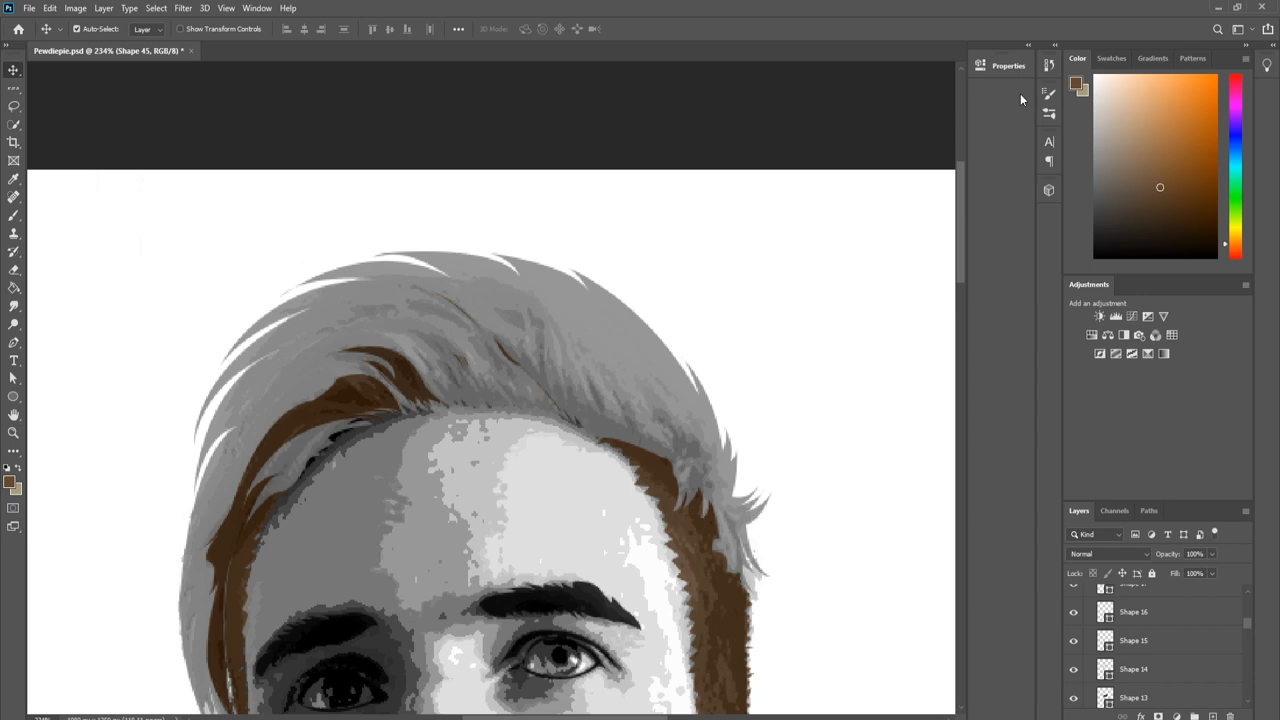 Ps File Edit Image Layer Type Select Filter 3D View Window Help
Auto-Select: Layer Show Transform Controls 3D Mode:
Pewdiepie.psd @ 234% (Shape 45, RGB/8) *
Properties
Color Swatches Gradients Patterns
Adjustments
Add an adjustment
Layers Channels Paths
Kind
Normal Opacity: 100%
Lock: Fill: 100%
Shape 16
Shape 15
Shape 14
Shape 13